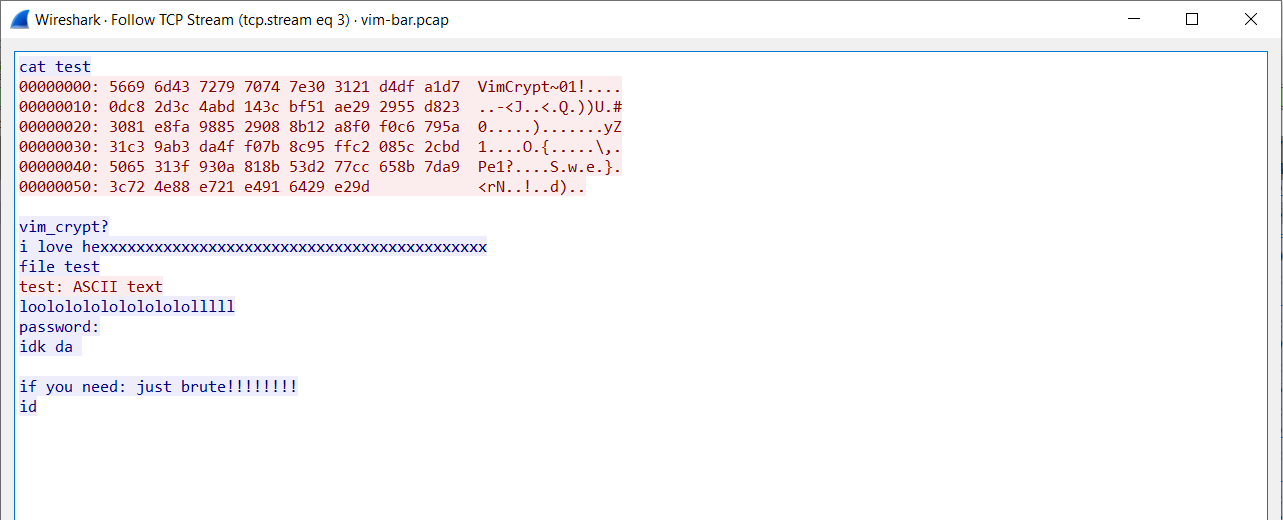 Wireshark · Follow TCP Stream (tcp.stream eq 3) · vim-bar.pcap
cat test
00000000: 5669 6d43 7279 7074 7e30 3121 d4df a1d7  VimCrypt~01!....
00000010: 0dc8 2d3c 4abd 143c bf51 ae29 2955 d823  ..-<J..<.Q.))U.#
00000020: 3081 e8fa 9885 2908 8b12 a8f0 f0c6 795a  0.....).......yZ
00000030: 31c3 9ab3 da4f f07b 8c95 ffc2 085c 2cbd  1....O.{.....\,.
00000040: 5065 313f 930a 818b 53d2 77cc 658b 7da9  Pe1?....S.w.e.}.
00000050: 3c72 4e88 e721 e491 6429 e29d            <rN..!..d)..
vim_crypt?
i love hexxxxxxxxxxxxxxxxxxxxxxxxxxxxxxxxxxxxxxxxxxx
file test
test: ASCII text
loolololololololololllll
password:
idk da
if you need: just brute!!!!!!!!
id